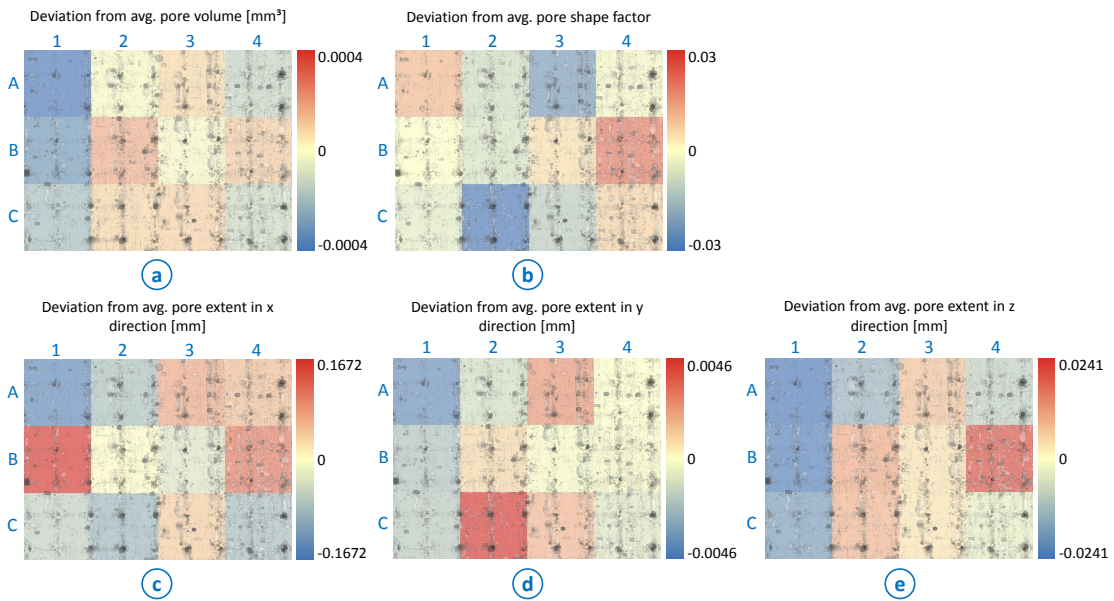 Deviation from avg. pore volume [mm³]
1 2 3 4
A
B
C
0.0004
0
-0.0004
a
Deviation from avg. pore shape factor
1 2 3 4
A
B
C
0.03
0
-0.03
b
Deviation from avg. pore extent in x
direction [mm]
1 2 3 4
A
B
C
0.1672
0
-0.1672
c
Deviation from avg. pore extent in y
direction [mm]
1 2 3 4
A
B
C
0.0046
0
-0.0046
d
Deviation from avg. pore extent in z
direction [mm]
1 2 3 4
A
B
C
0.0241
0
-0.0241
e